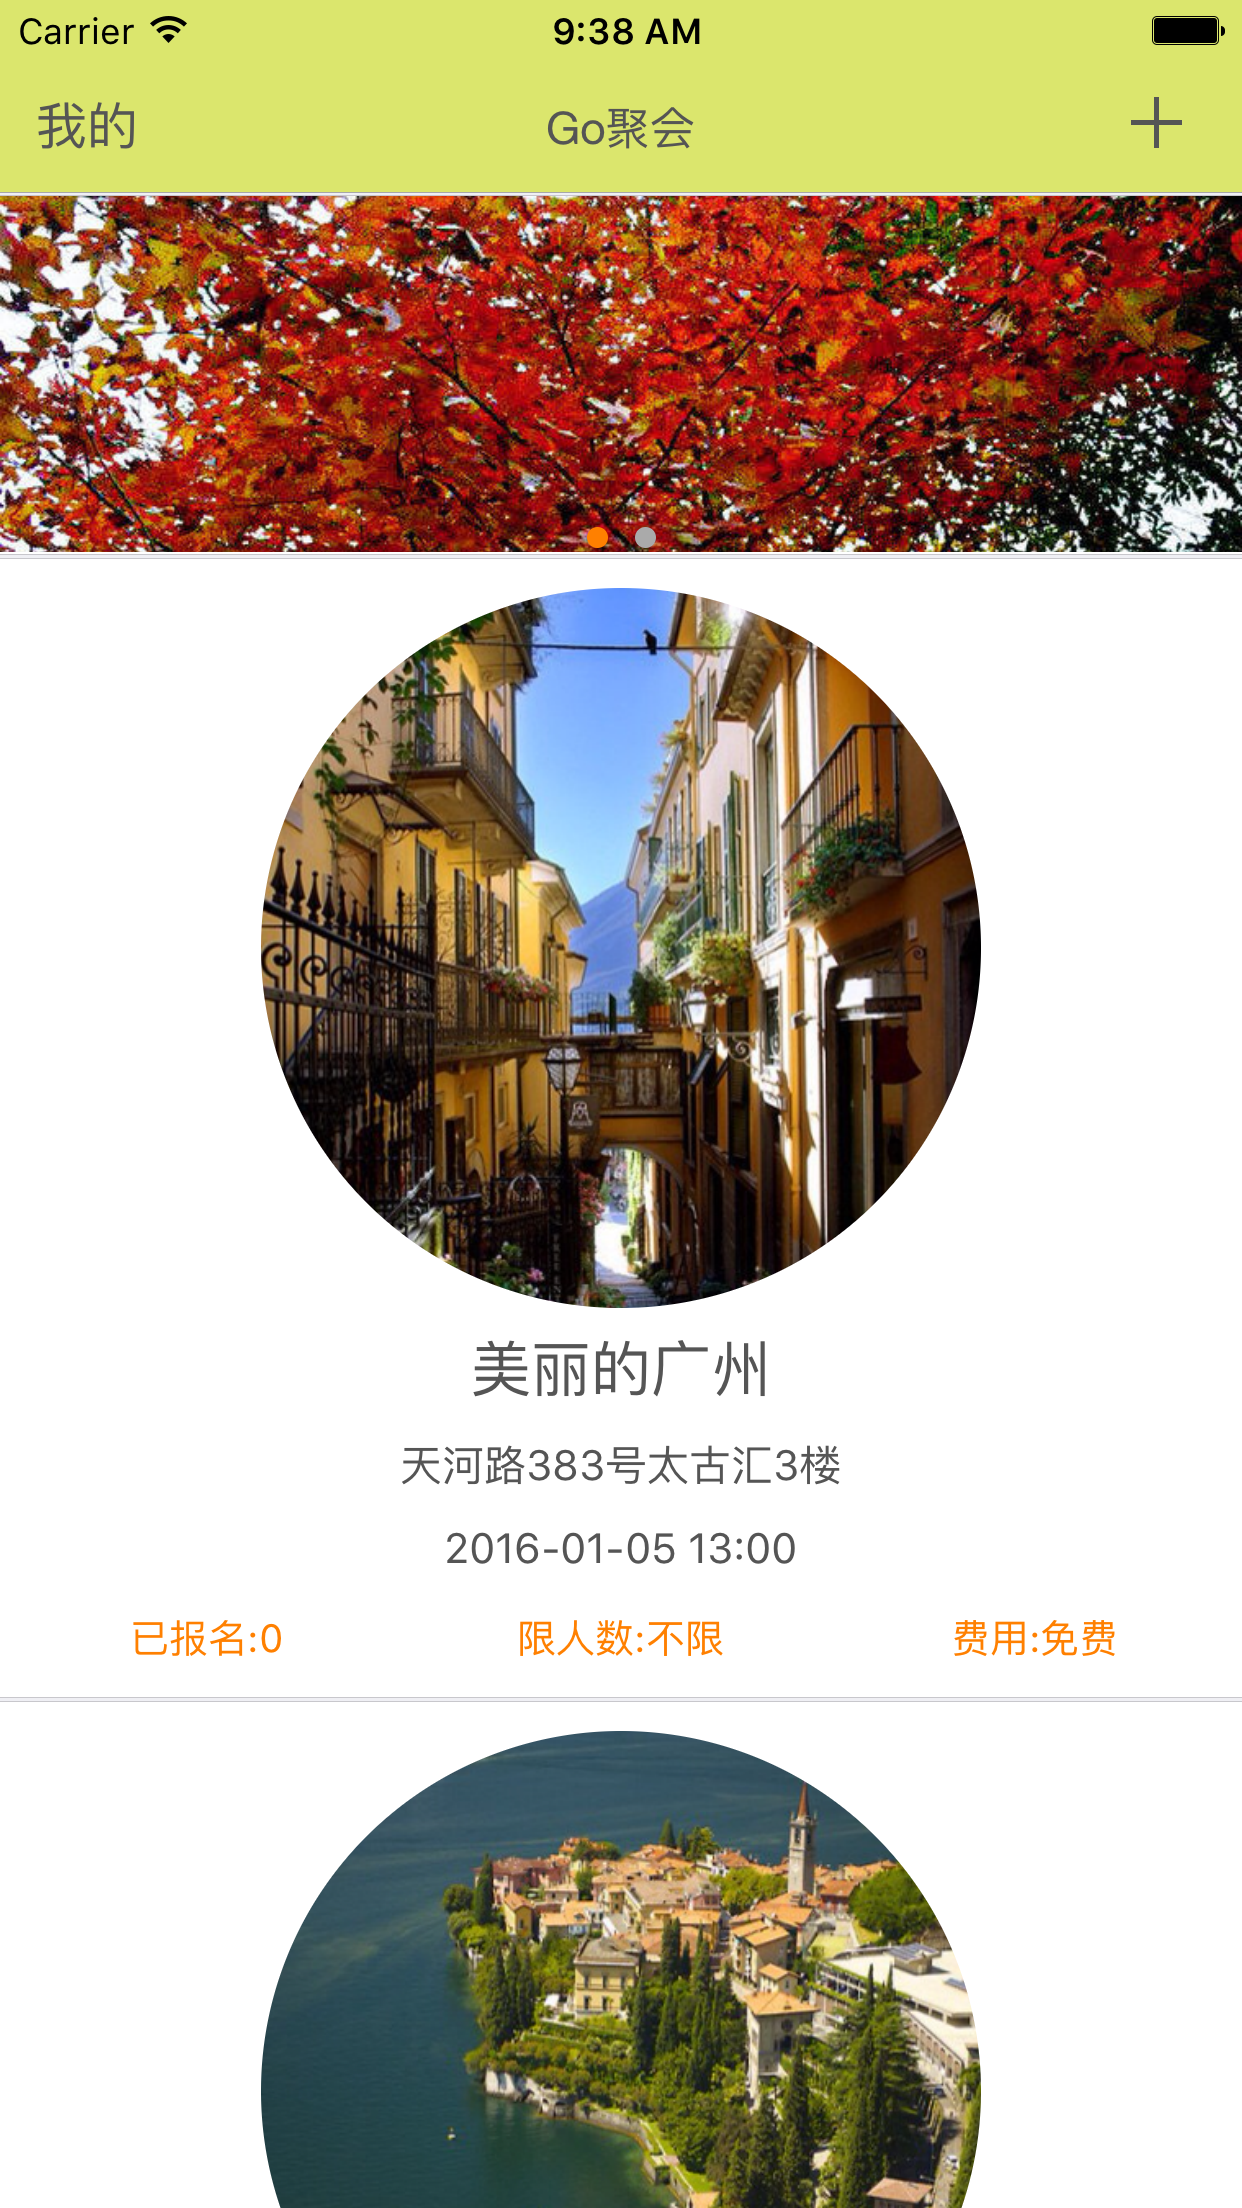 Carrier 9:38 AM
我的 Go聚会 +
美丽的广州
天河路383号太古汇3楼
2016-01-05 13:00
已报名:0 限人数:不限 费用:免费